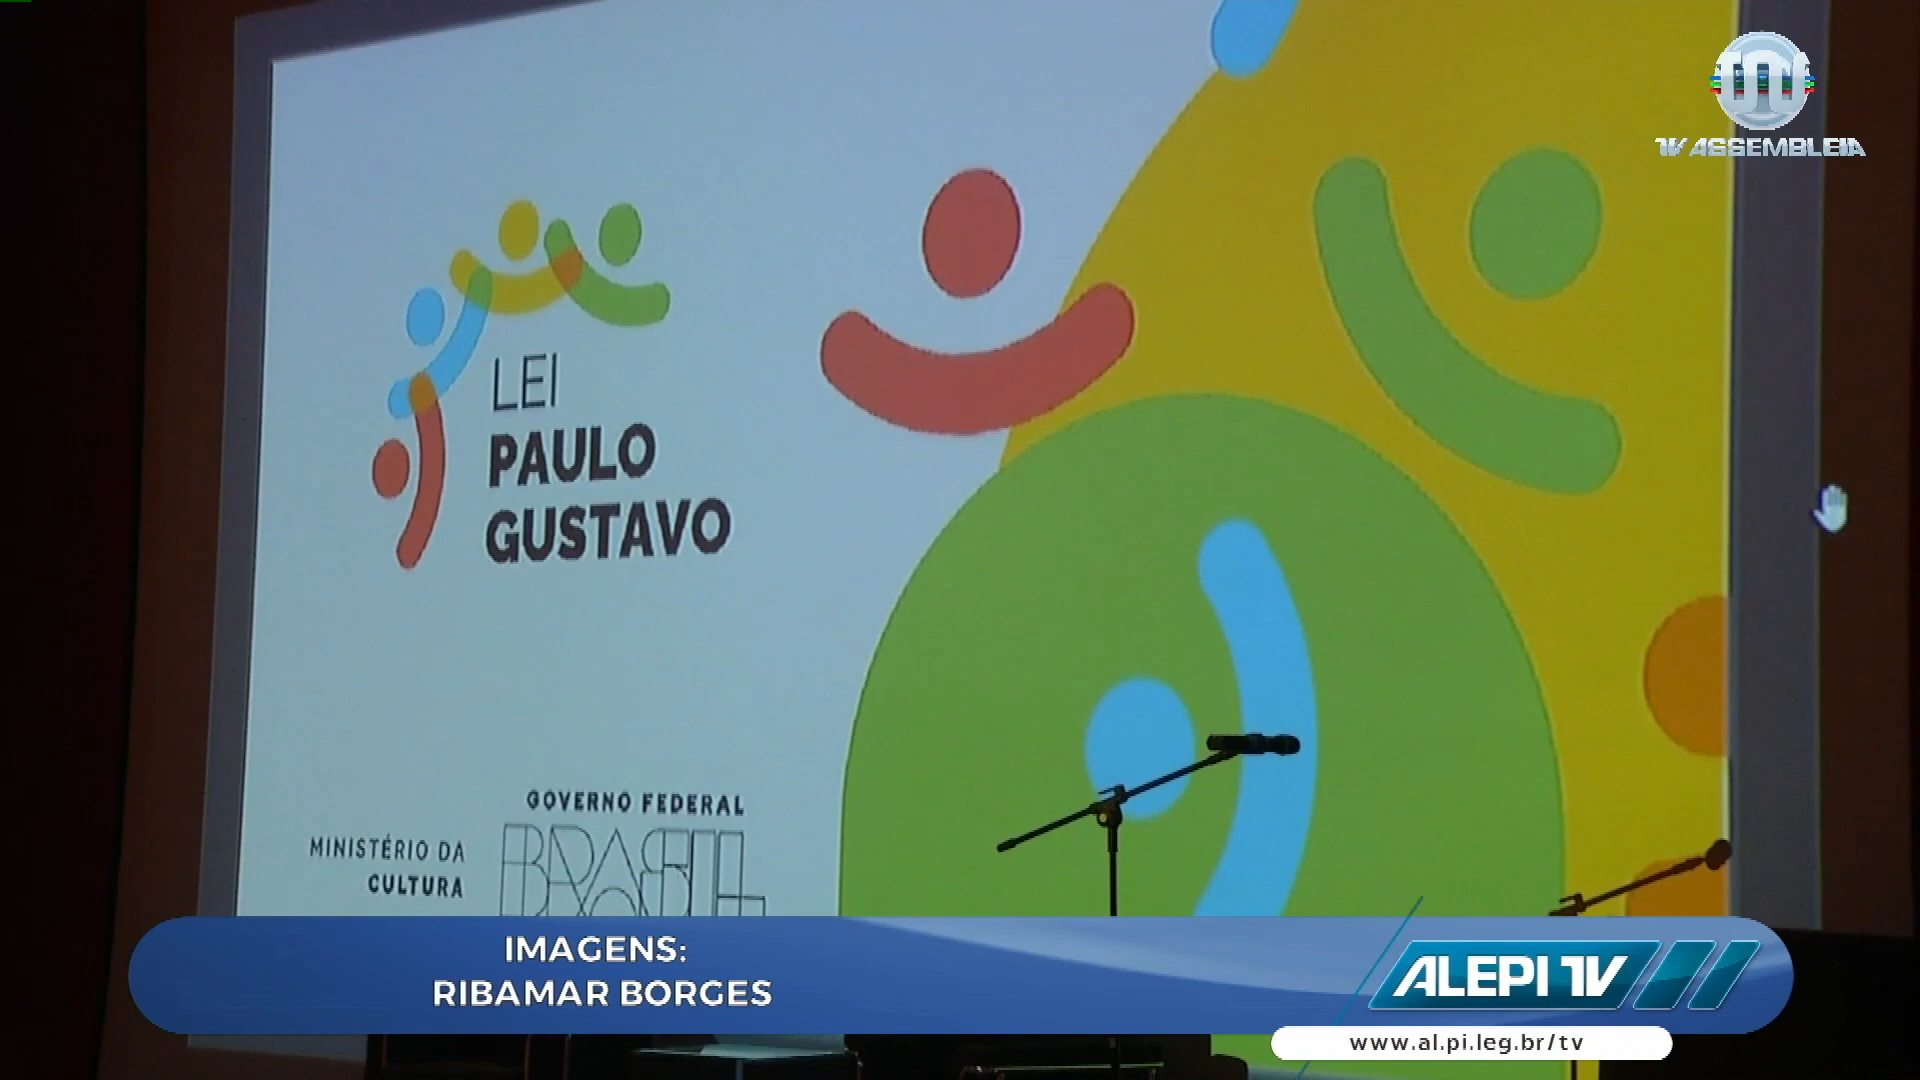 TV ASSEMBLEIA
LEI
PAULO
GUSTAVO
GOVERNO FEDERAL
MINISTÉRIO DA
CULTURA
BRASIL
IMAGENS:
RIBAMAR BORGES
ALEPI TV
www.al.pi.leg.br/tv